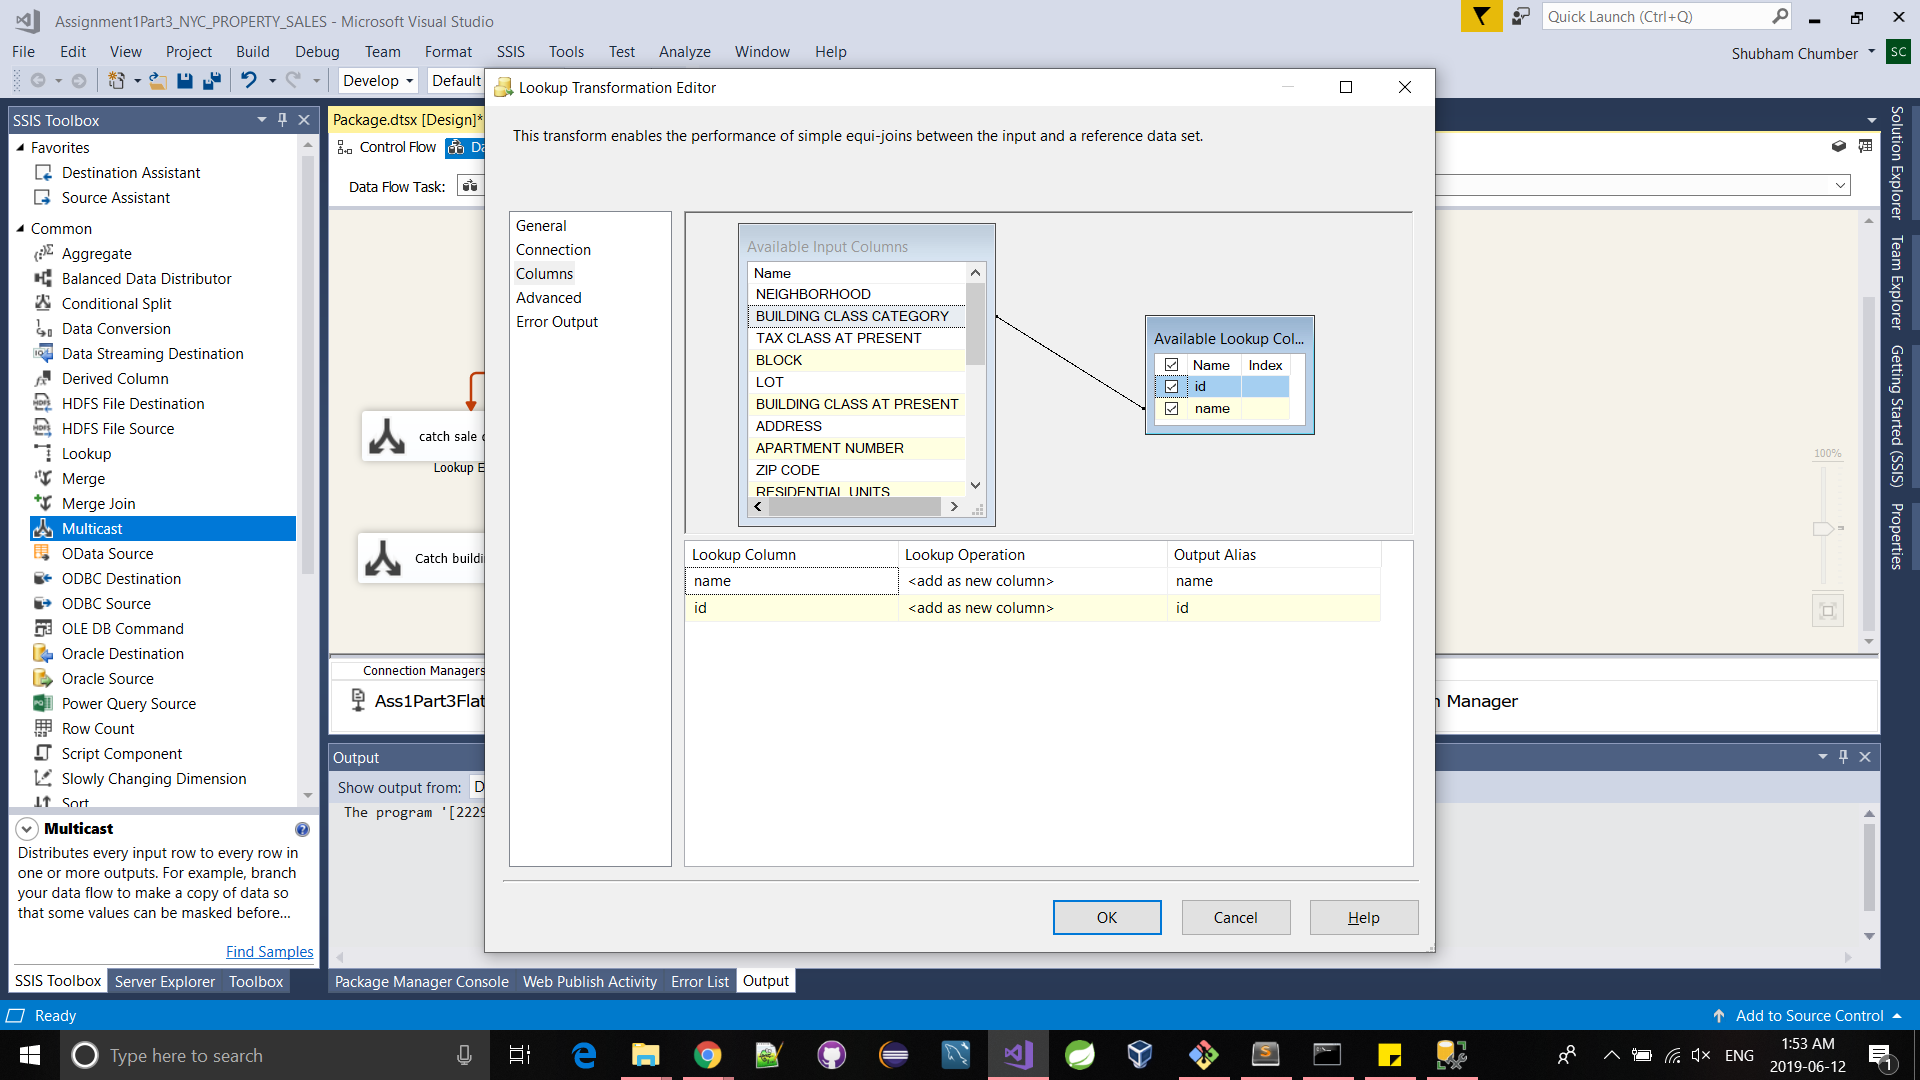 Assignment1Part3_NYC_PROPERTY_SALES - Microsoft Visual Studio
Quick Launch (Ctrl+Q)
File Edit View Project Build Debug Team Format SSIS Tools Test Analyze Window Help
Shubham Chumber
SC
Develop
Default
SSIS Toolbox
Favorites
Destination Assistant
Source Assistant
Common
Aggregate
Balanced Data Distributor
Conditional Split
Data Conversion
Data Streaming Destination
Derived Column
HDFS File Destination
HDFS File Source
Lookup
Merge
Merge Join
Multicast
OData Source
ODBC Destination
ODBC Source
OLE DB Command
Oracle Destination
Oracle Source
Power Query Source
Row Count
Script Component
Slowly Changing Dimension
Sort
Multicast
Distributes every input row to every row in
one or more outputs. For example, branch
your data flow to make a copy of data so
that some values can be masked before...
Find Samples
SSIS Toolbox Server Explorer Toolbox
Package.dtsx [Design]*
Control Flow
Da
Data Flow Task:
catch sale
Lookup E
Catch buildi
Connection Managers
Ass1Part3Flat
n Manager
Output
Show output from: D
The program '[2229
Package Manager Console Web Publish Activity Error List Output
Lookup Transformation Editor
This transform enables the performance of simple equi-joins between the input and a reference data set.
General
Connection
Columns
Advanced
Error Output
Available Input Columns
Name
NEIGHBORHOOD
BUILDING CLASS CATEGORY
TAX CLASS AT PRESENT
BLOCK
LOT
BUILDING CLASS AT PRESENT
ADDRESS
APARTMENT NUMBER
ZIP CODE
RESIDENTIAL UNITS
Available Lookup Col...
Name Index
id
name
Lookup Column Lookup Operation Output Alias
name <add as new column> name
id <add as new column> id
OK Cancel Help
Solution Explorer
Team Explorer
Getting Started (SSIS)
Properties
100%
Ready
Add to Source Control
Type here to search
ENG
1:53 AM
2019-06-12
1